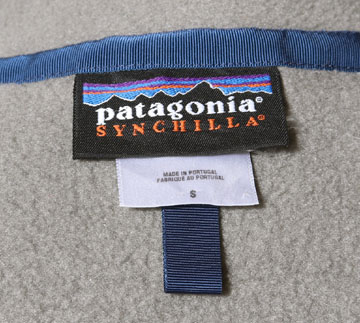 patagonia®
SYNCHILLA®
MADE IN PORTUGAL
FABRIQUÉ AU PORTUGAL
S